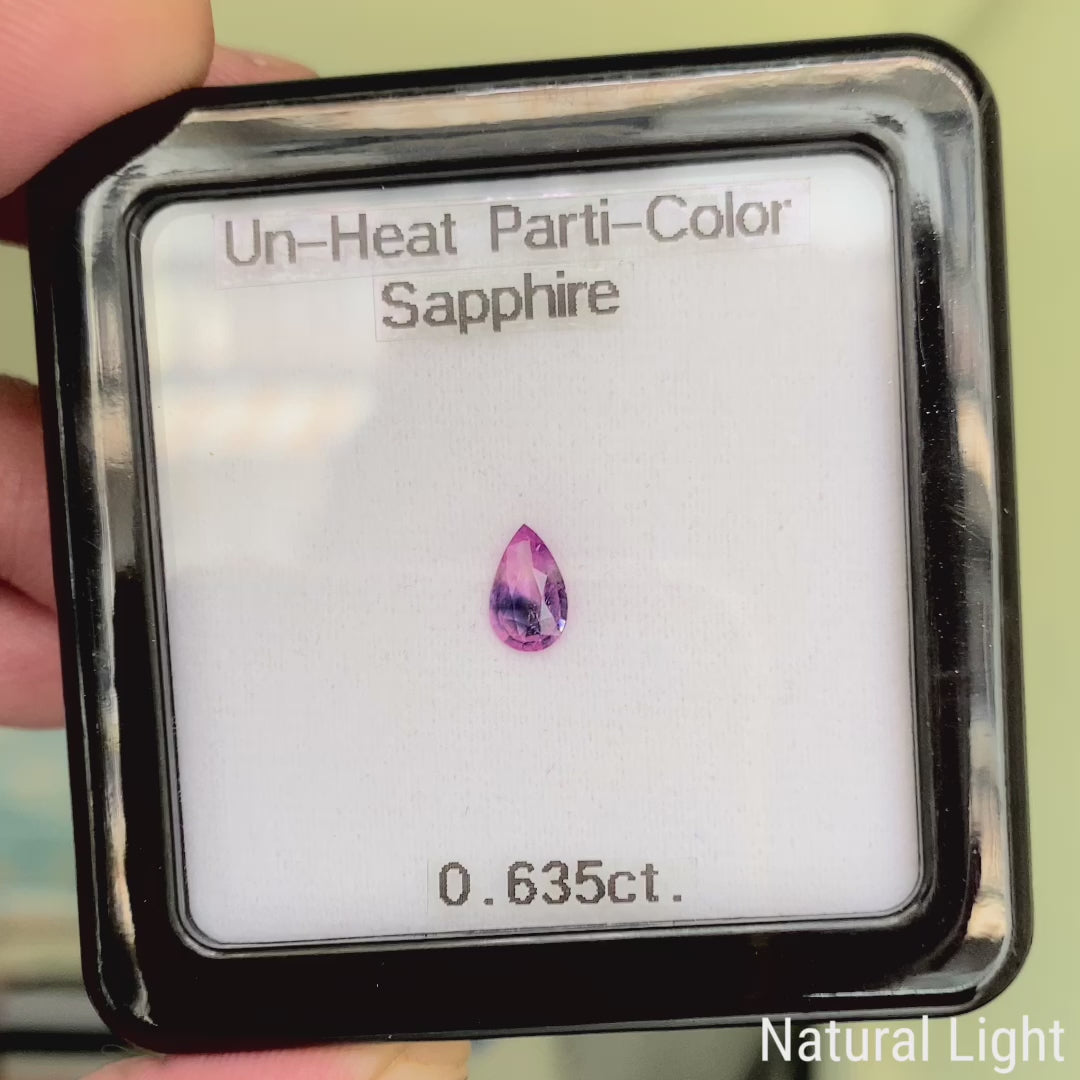 Un-Heat Parti-Color
Sapphire
0.635ct.
Natural Light